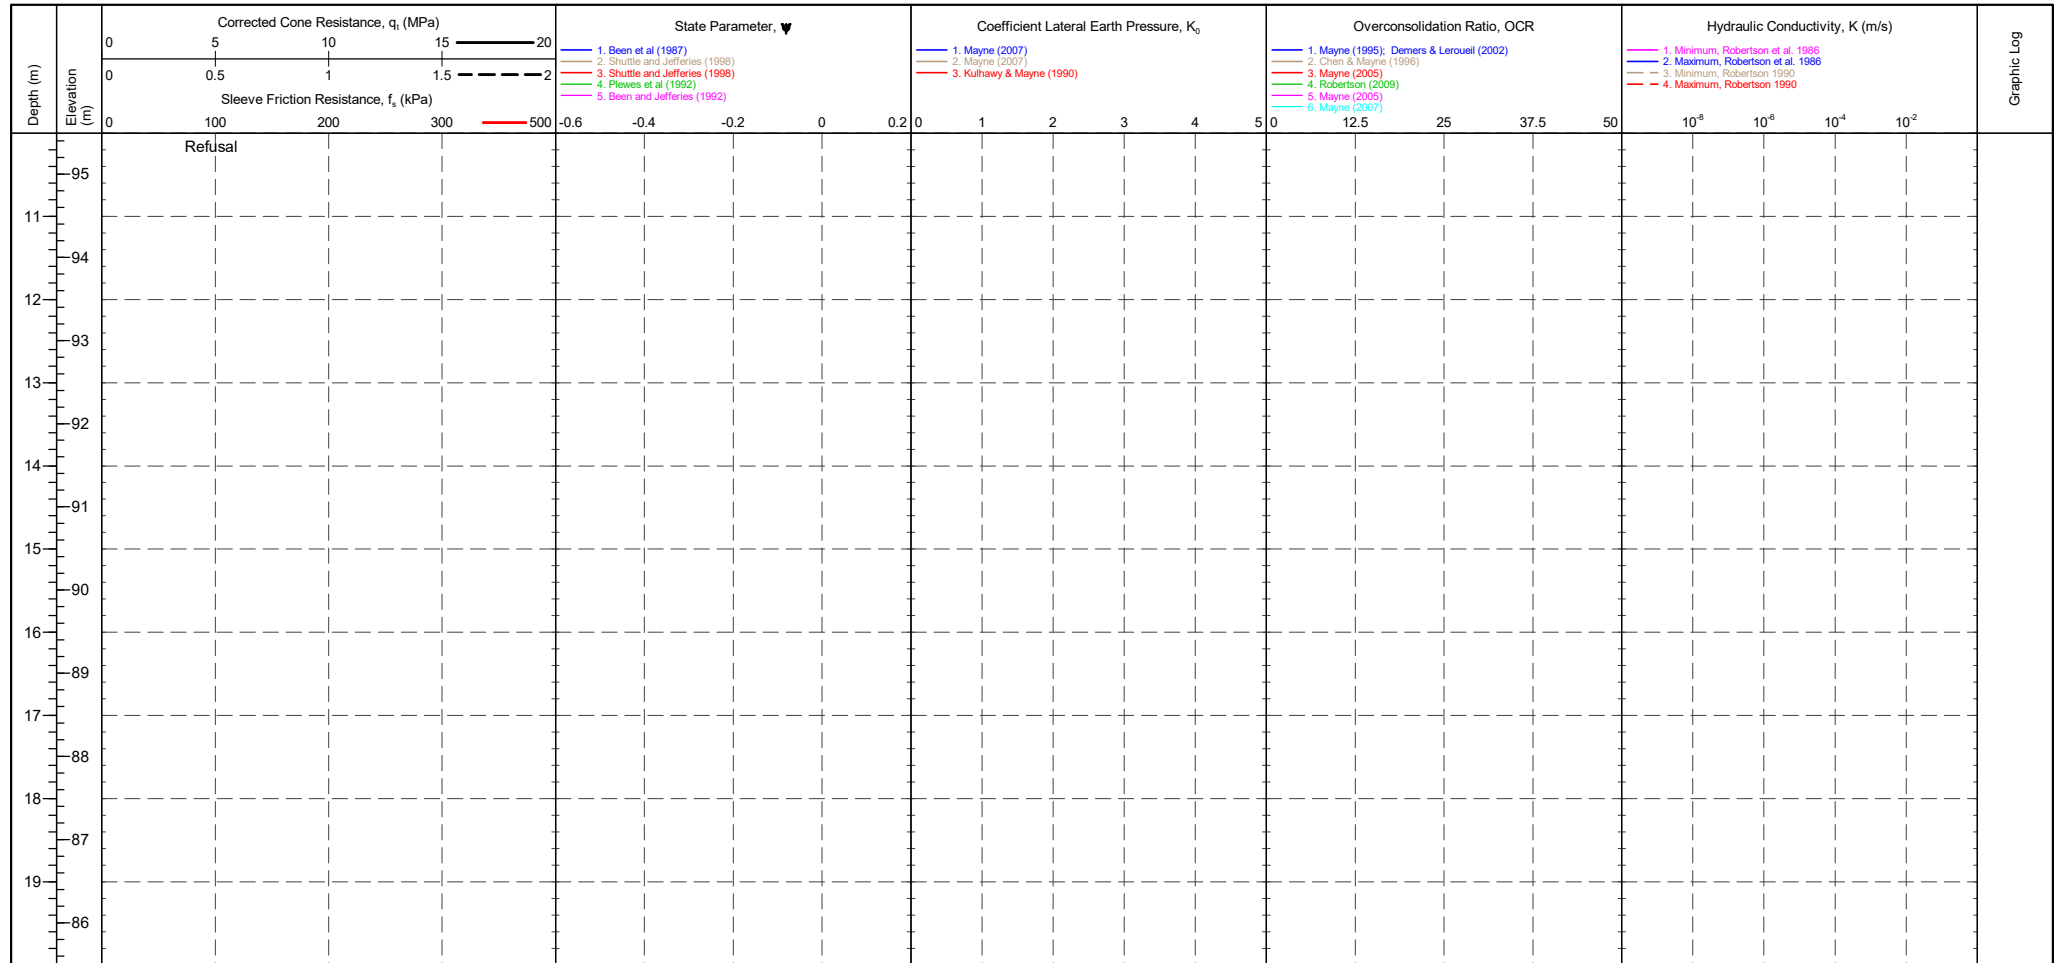 Depth (m)
Elevation
(m)
Corrected Cone Resistance, qt (MPa)
0 5 10 15 20
0 0.5 1 1.5 2
Sleeve Friction Resistance, fs (kPa)
0 100 200 300 500
State Parameter, ψ
1. Been et al (1987)
2. Shuttle and Jefferies (1998)
3. Shuttle and Jefferies (1998)
4. Plewes et al (1992)
5. Been and Jefferies (1992)
-0.6 -0.4 -0.2 0 0.2
Coefficient Lateral Earth Pressure, K0
1. Mayne (2007)
2. Mayne (2007)
3. Kulhawy & Mayne (1990)
0 1 2 3 4 5
Overconsolidation Ratio, OCR
1. Mayne (1995); Demers & Leroueil (2002)
2. Chen & Mayne (1996)
3. Mayne (2005)
4. Robertson (2009)
5. Mayne (2005)
6. Mayne (2007)
0 12.5 25 37.5 50
Hydraulic Conductivity, K (m/s)
1. Minimum, Robertson et al. 1986
2. Maximum, Robertson et al. 1986
3. Minimum, Robertson 1990
4. Maximum, Robertson 1990
10-8 10-6 10-4 10-2
Graphic Log
Refusal
95
11
94
12
93
13
92
14
91
15
90
16
89
17
88
18
87
19
86